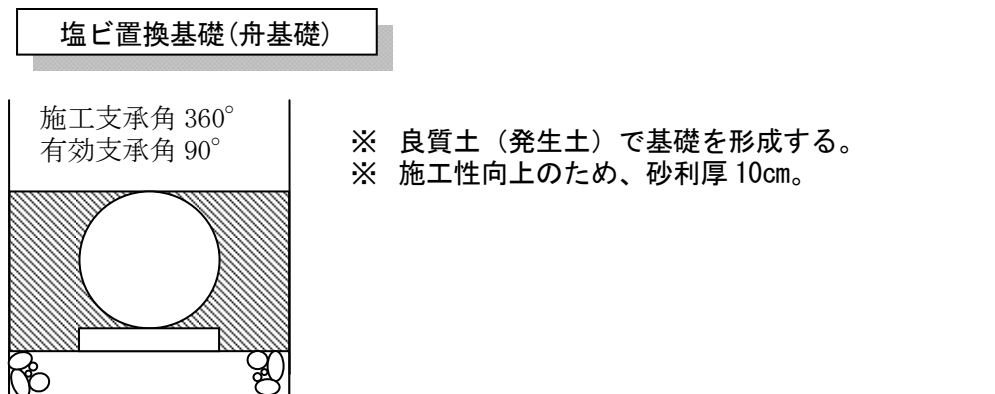 塩ビ置換基礎(舟基礎)
施工支承角 360°
有効支承角 90°
※ 良質土（発生土）で基礎を形成する。
※ 施工性向上のため、砂利厚 10cm。